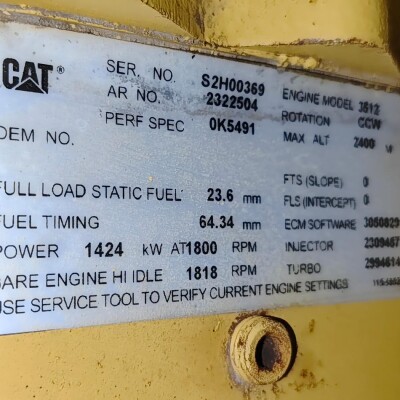 CAT®
SER. NO. S2H00369 ENGINE MODEL 3512
AR NO. 2322504 ROTATION CCW
PERF SPEC 0K5491 MAX ALT 2400 M
OEM NO.
FULL LOAD STATIC FUEL 23.6 mm FTS (SLOPE) 0
FUEL TIMING 64.34 mm FLS (INTERCEPT) 0
POWER 1424 kW AT 1800 RPM ECM SOFTWARE
BARE ENGINE HI IDLE 1818 RPM INJECTOR
TURBO
USE SERVICE TOOL TO VERIFY CURRENT ENGINE SETTINGS